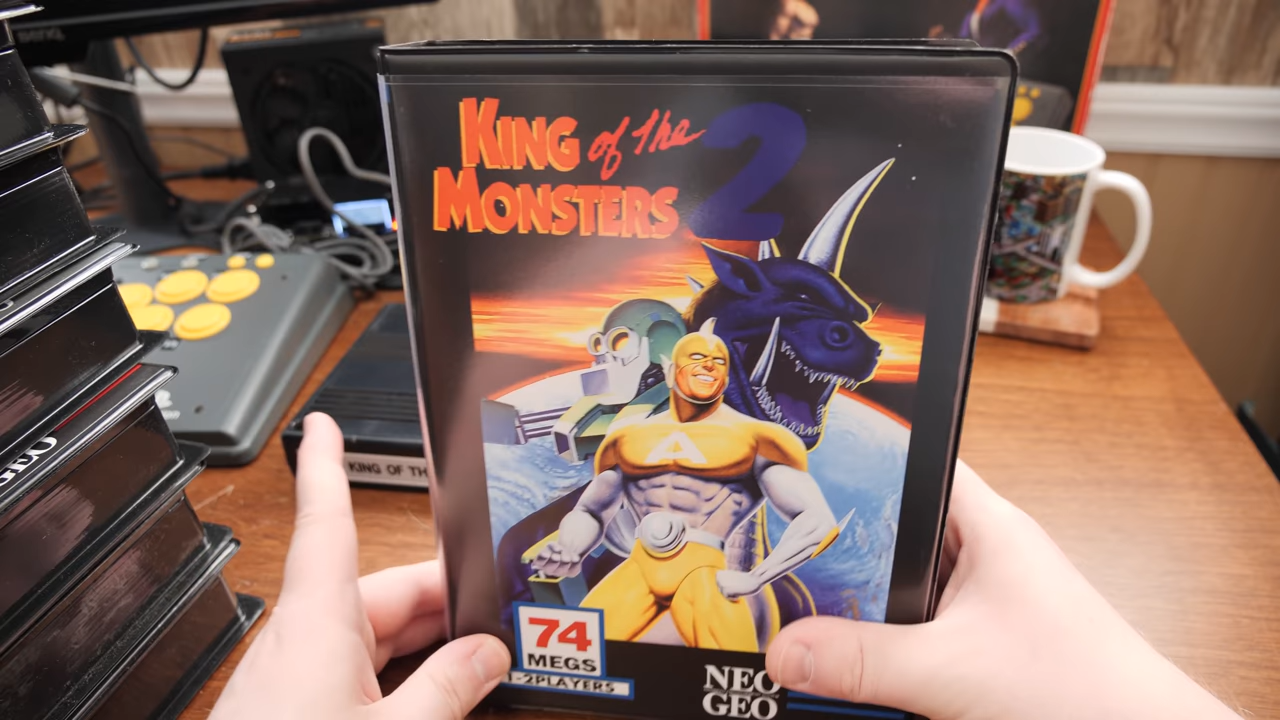 KING of the 2
MONSTERS
A
KING OF TH
74
MEGS
1-2PLAYERS
NEO
GEO